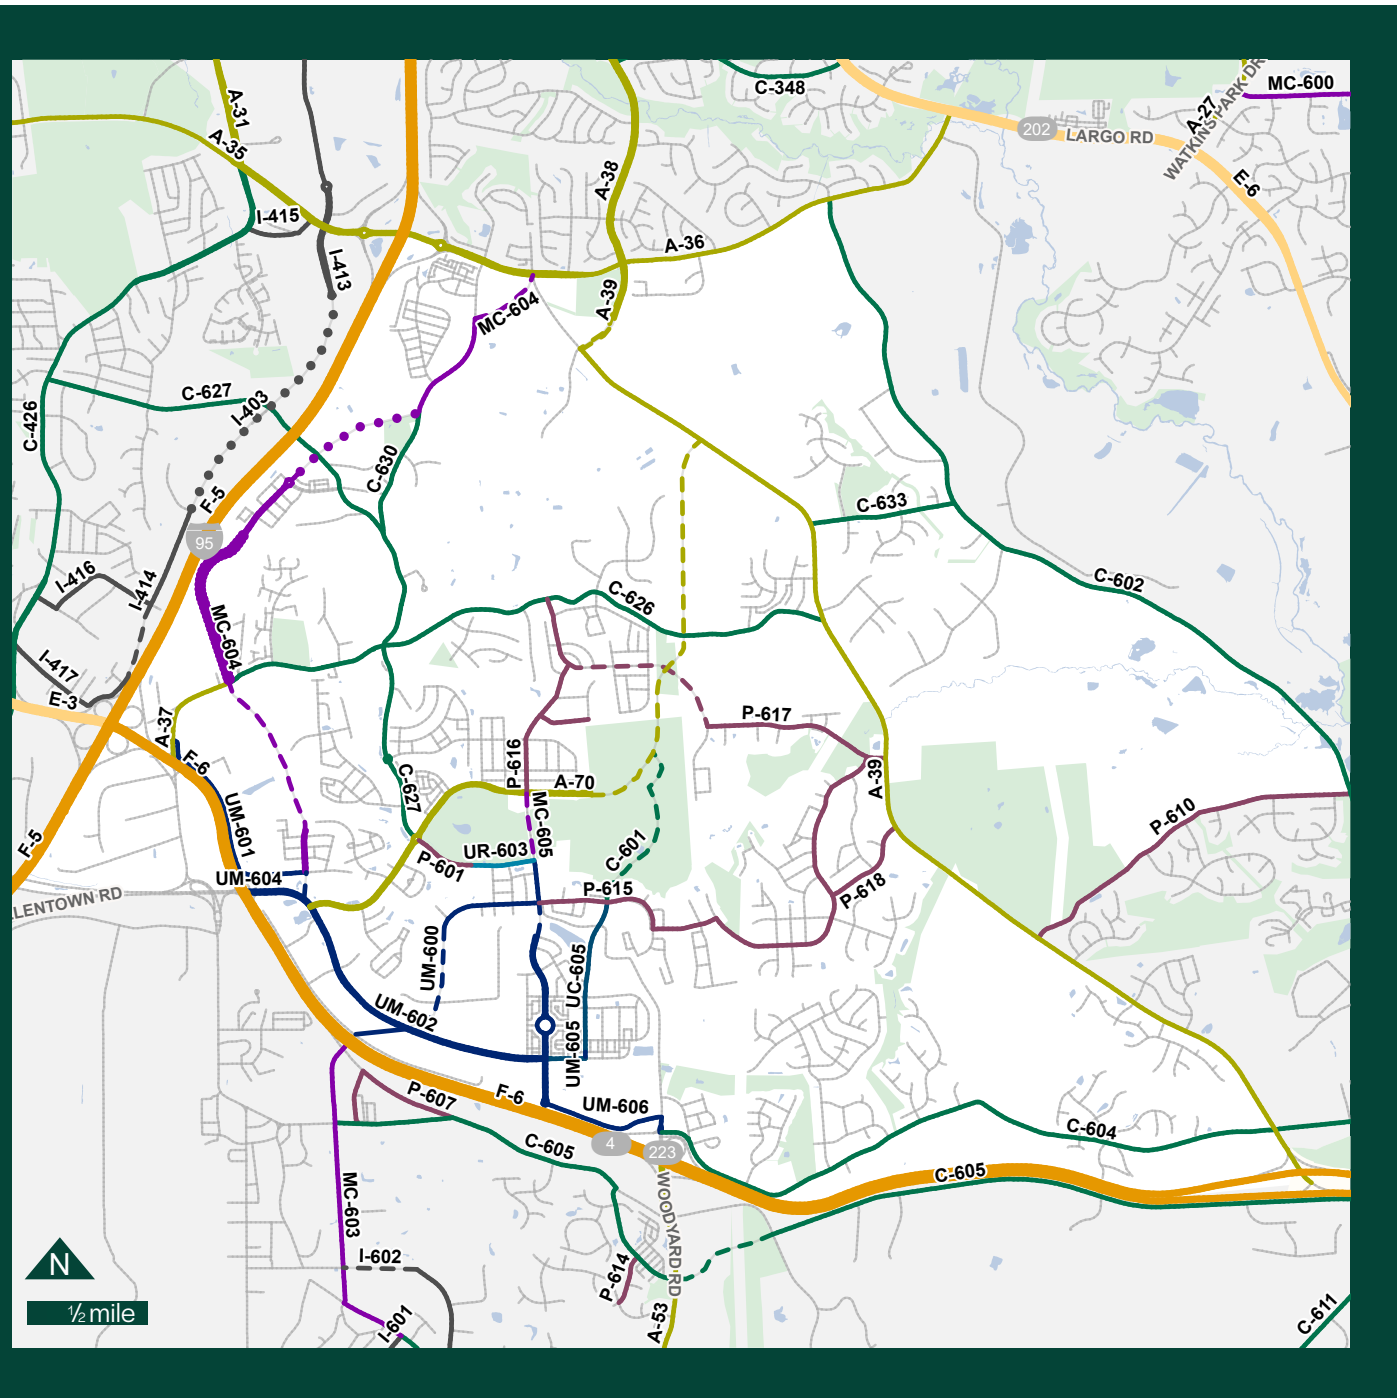 C-348
MC-600
A-31
A-27
WATKINS PARK DR
202
LARGO RD
A-35
A-38
E-6
I-415
A-36
I-413
A-39
MC-604
C-627
I-403
C-426
C-630
F-5
C-633
95
I-416
I-414
C-602
C-626
MC-604
I-417
E-3
A-37
P-617
F-6
P-616
C-627
A-70
A-39
UM-601
MC-605
P-610
F-5
C-601
UR-603
P-601
UM-604
P-615
P-618
LLENTOWN RD
UM-600
UC-605
UM-602
UM-605
F-6
P-607
UM-606
C-604
4
C-605
223
C-605
MC-603
WOODYARD RD
I-602
N
P-614
½ mile
I-601
A-53
C-611